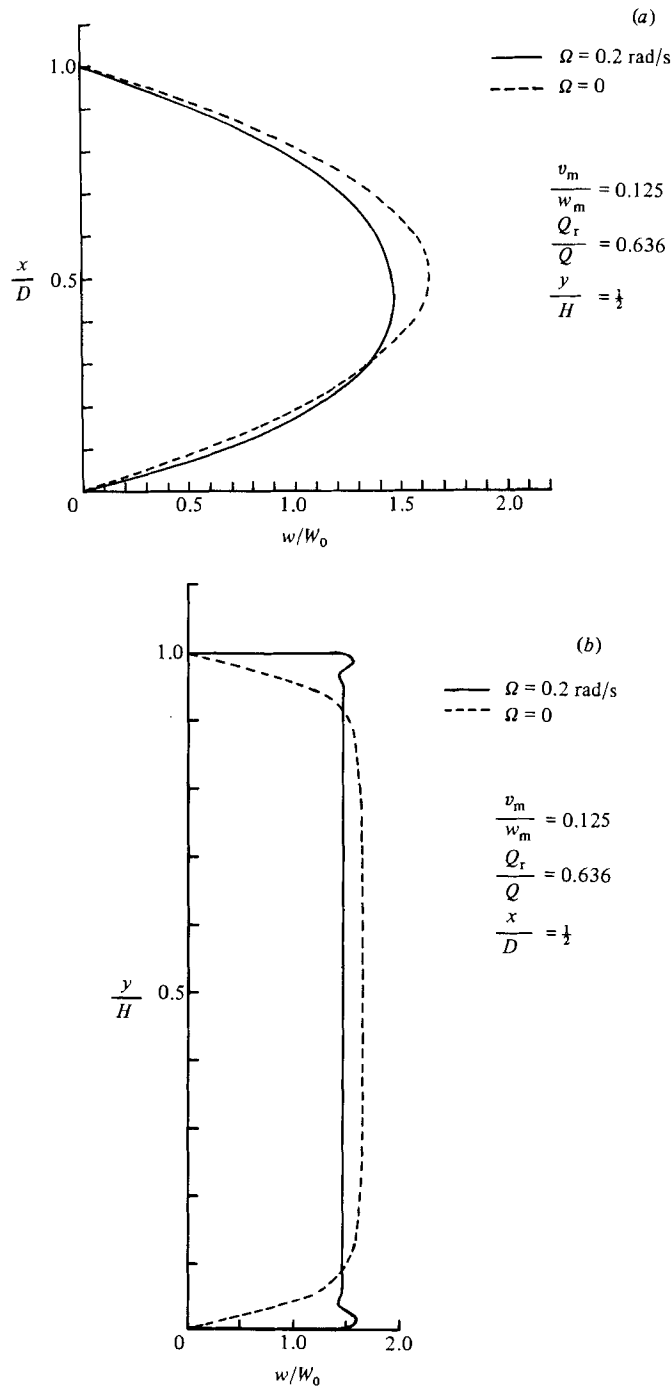 (a)
Ω = 0.2 rad/s
Ω = 0
v_m / w_m = 0.125
Q_r / Q = 0.636
y / H = 1/2
1.0
x / D
0.5
0
0.5
1.0
1.5
2.0
w/W_0
(b)
1.0
Ω = 0.2 rad/s
Ω = 0
v_m / w_m = 0.125
Q_r / Q = 0.636
x / D = 1/2
y / H
0.5
0
1.0
2.0
w/W_0